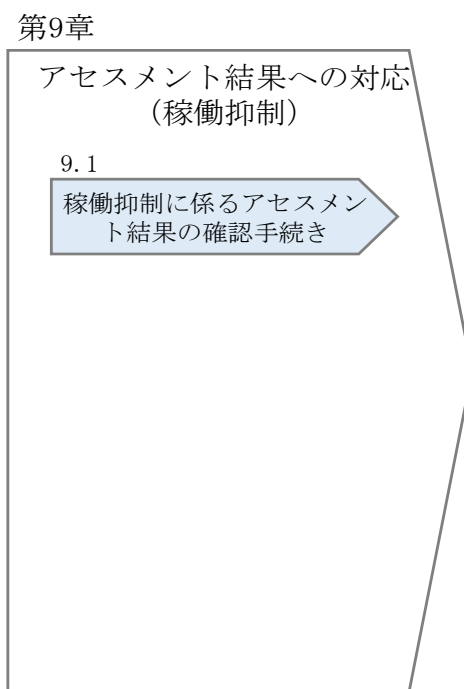 第9章
アセスメント結果への対応
（稼働抑制）
9.1
稼働抑制に係るアセスメン
ト結果の確認手続き